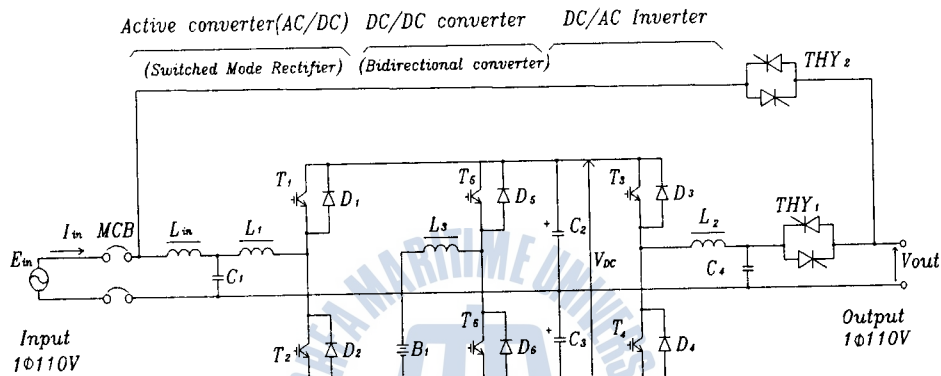 Active converter(AC/DC) DC/DC converter DC/AC Inverter
(Switched Mode Rectifier) (Bidirectional converter)
THY2
T1 D1 T5 D5 T3 D3
MCB Iin Lin L1 L3 C2 L2 THY1
Ein C1 VDC C4 Vout
+
MARITIME UNIVERS
Input
1Φ110V
T2 D2 B1 T6 D6 C3 T4 D4
+
Output
1Φ110V